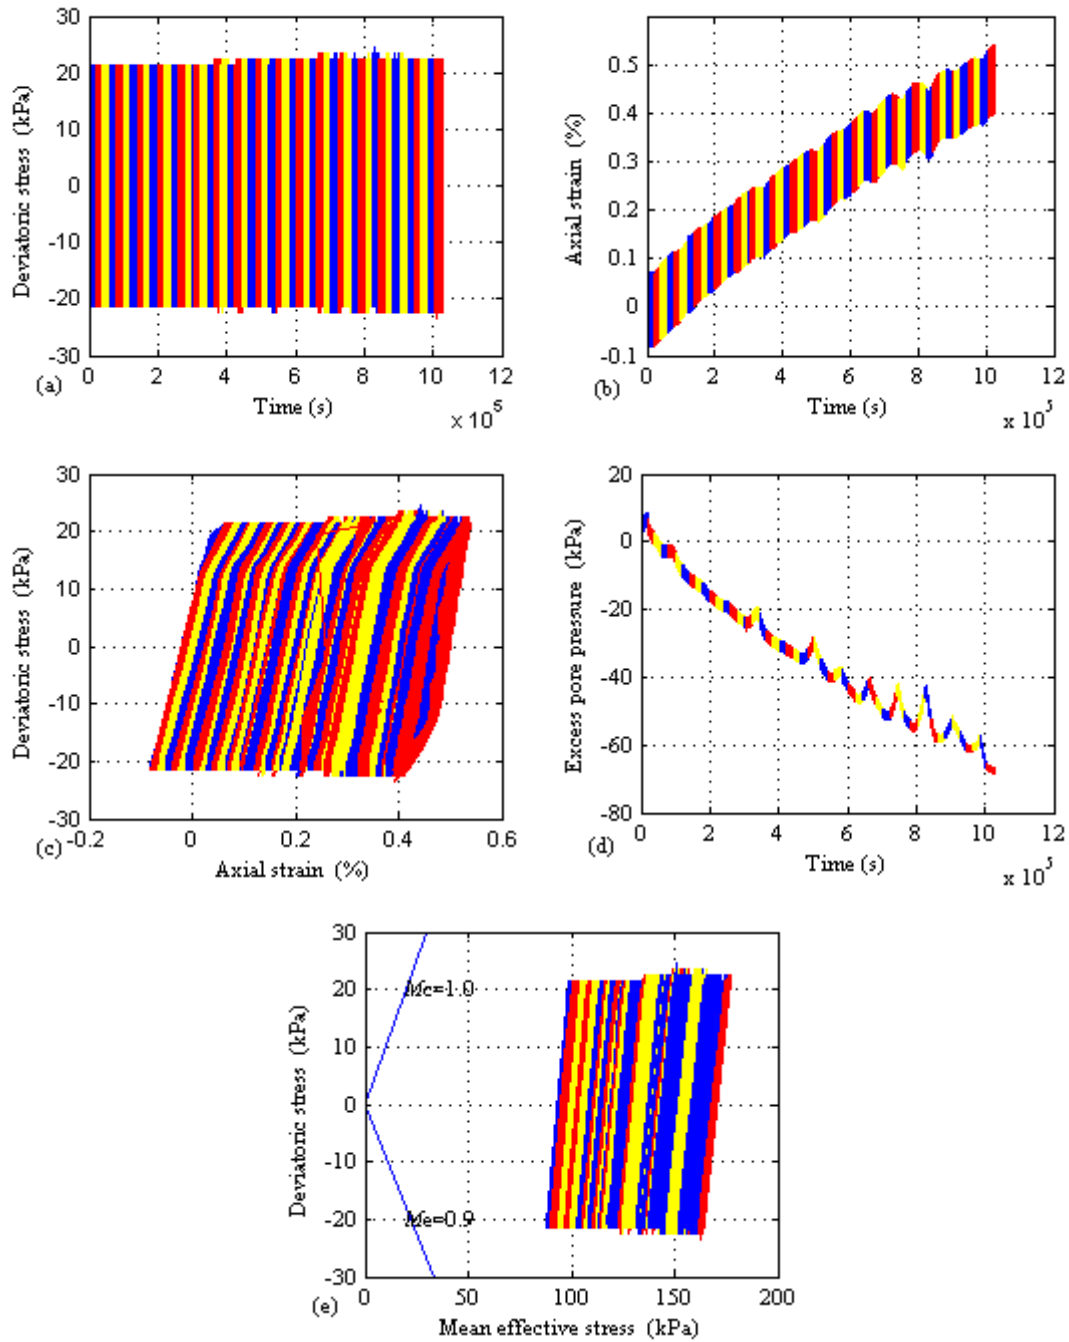 30
20
10
0
-10
-20
-30
Deviatoric stress (kPa)
0 2 4 6 8 10 12
(a)
Time (s)
x 10^5
0.5
0.4
0.3
0.2
0.1
0
-0.1
Axial strain (%)
0 2 4 6 8 10 12
(b)
Time (s)
x 10^5
30
20
10
0
-10
-20
-30
Deviatoric stress (kPa)
(c)
-0.2 0 0.2 0.4 0.6
Axial strain (%)
20
0
-20
-40
-60
-80
Excess pore pressure (kPa)
0 2 4 6 8 10 12
(d)
Time (s)
x 10^5
30
20
10
0
-10
-20
-30
Deviatoric stress (kPa)
Mc=1.0
Me=0.9
(e)
0 50 100 150 200
Mean effective stress (kPa)